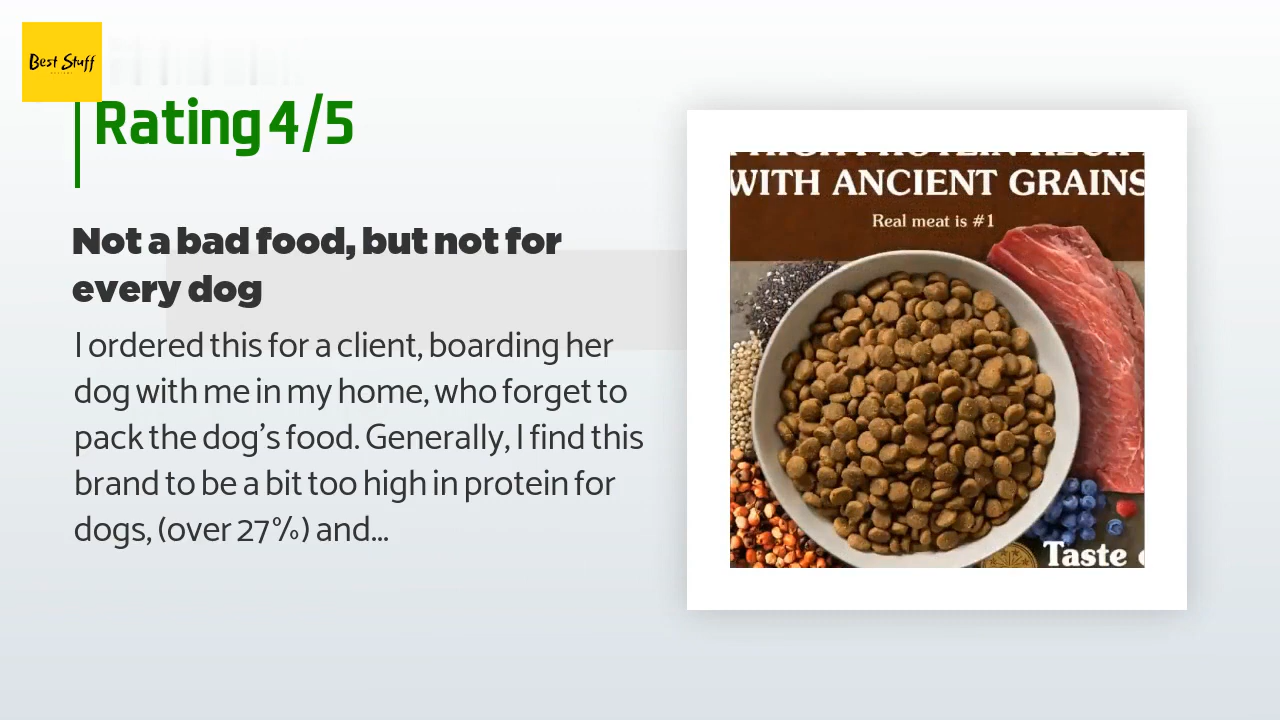 Best Stuff
Rating 4/5
Not a bad food, but not for
every dog
I ordered this for a client, boarding her
dog with me in my home, who forget to
pack the dog's food. Generally, I find this
brand to be a bit too high in protein for
dogs, (over 27%) and...
WITH ANCIENT GRAINS
Real meat is #1
Taste